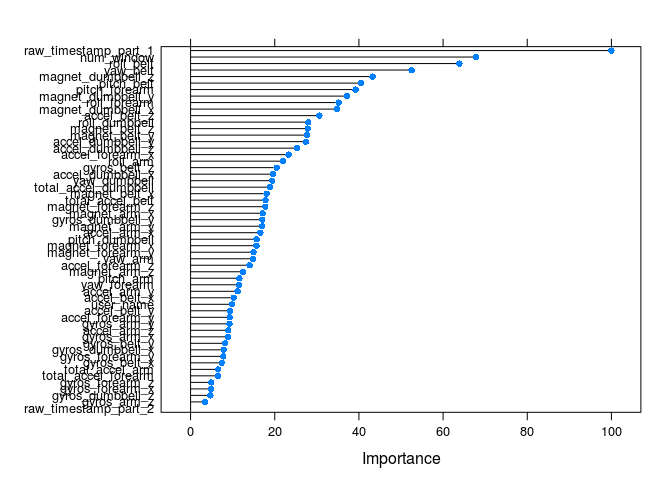 raw_timestamp_part_1
num_window
roll_belt
yaw_belt
magnet_dumbbell_z
pitch_belt
pitch_forearm
magnet_dumbbell_y
roll_forearm
magnet_dumbbell_x
accel_belt_z
roll_dumbbell
magnet_belt_z
magnet_belt_y
accel_dumbbell_y
accel_dumbbell_z
accel_forearm_x
roll_arm
gyros_belt_z
accel_dumbbell_x
yaw_dumbbell
total_accel_dumbbell
magnet_belt_x
total_accel_belt
magnet_forearm_z
magnet_arm_x
gyros_dumbbell_y
magnet_arm_y
accel_arm_x
pitch_dumbbell
magnet_forearm_x
magnet_forearm_y
yaw_arm
accel_forearm_z
magnet_arm_z
pitch_arm
yaw_forearm
accel_arm_y
accel_belt_x
user_name
accel_belt_y
accel_forearm_y
gyros_arm_y
accel_arm_z
gyros_arm_x
gyros_belt_y
gyros_dumbbell_x
gyros_forearm_y
gyros_belt_x
total_accel_arm
total_accel_forearm
gyros_forearm_z
gyros_forearm_x
gyros_dumbbell_z
gyros_arm_z
raw_timestamp_part_2
0 20 40 60 80 100
Importance